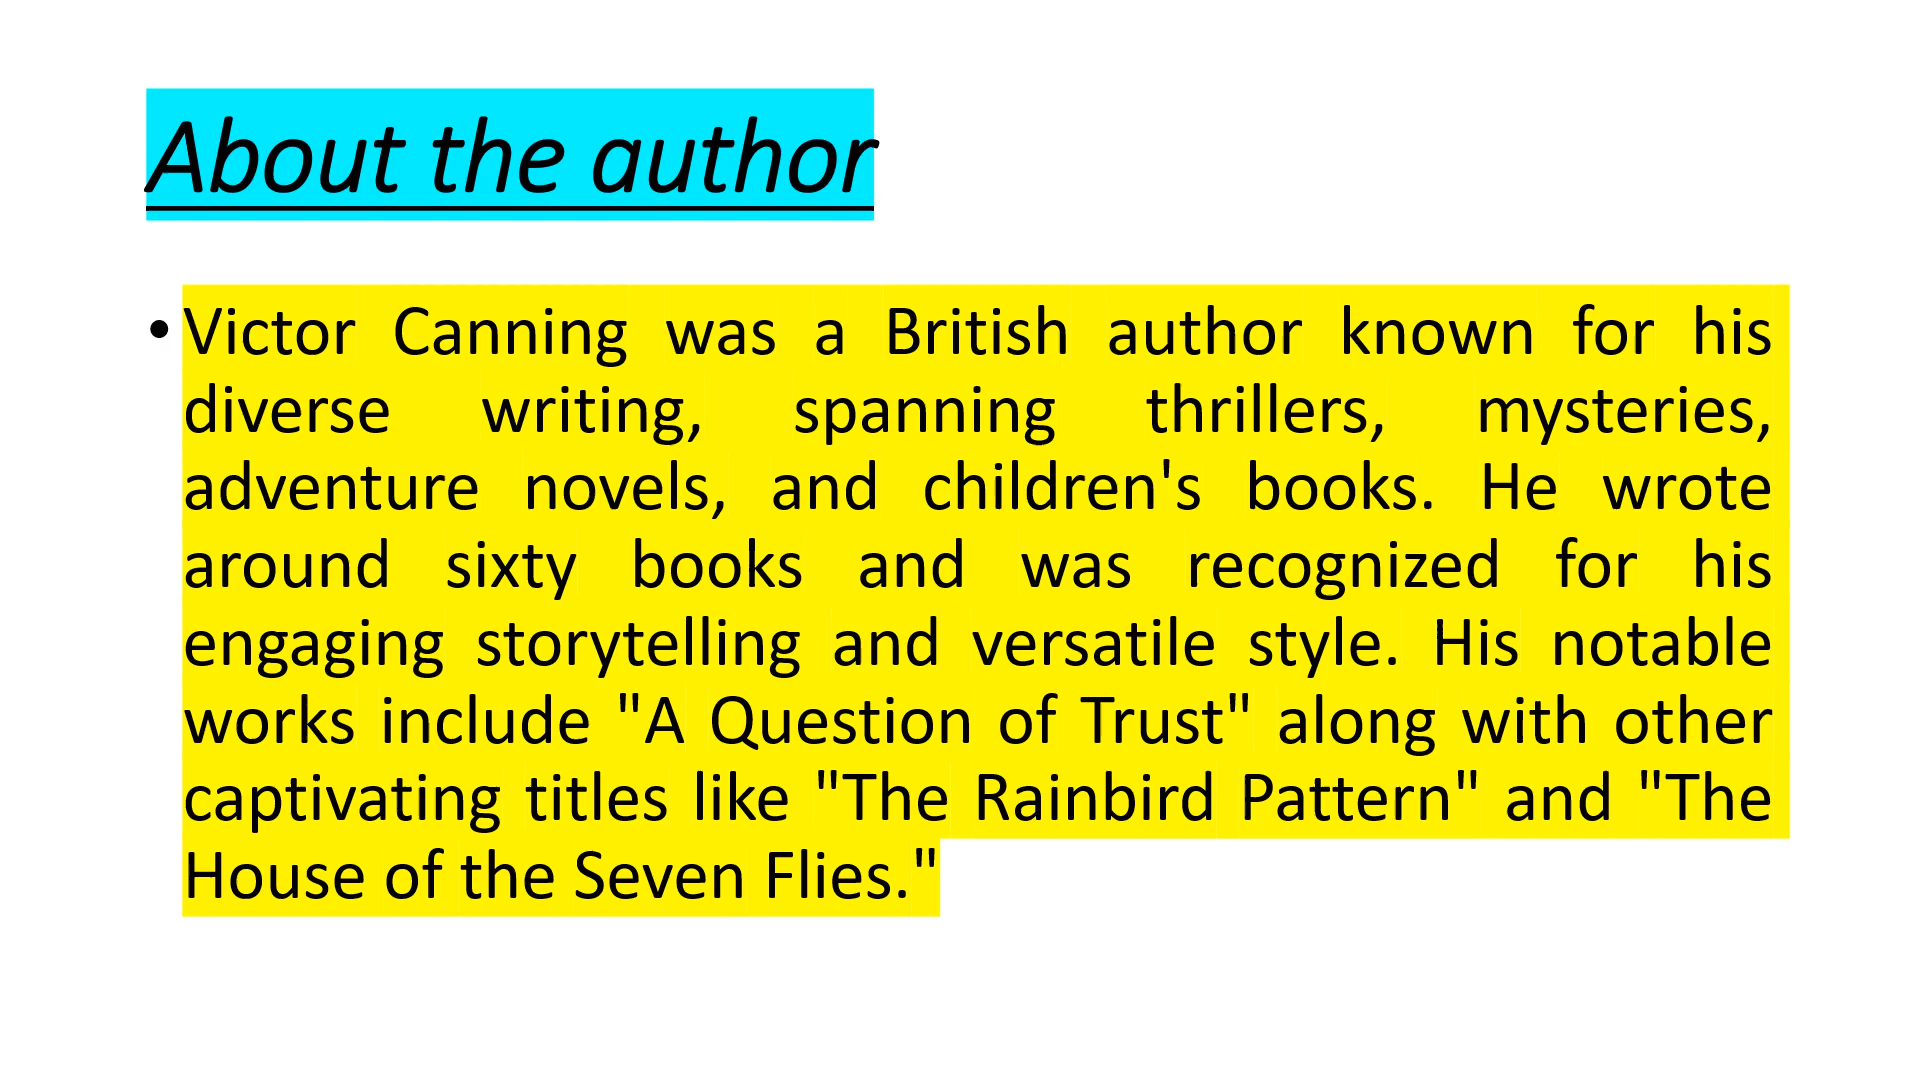 About the author
• Victor Canning was a British author known for his
diverse writing, spanning thrillers, mysteries,
adventure novels, and children's books. He wrote
around sixty books and was recognized for his
engaging storytelling and versatile style. His notable
works include "A Question of Trust" along with other
captivating titles like "The Rainbird Pattern" and "The
House of the Seven Flies."